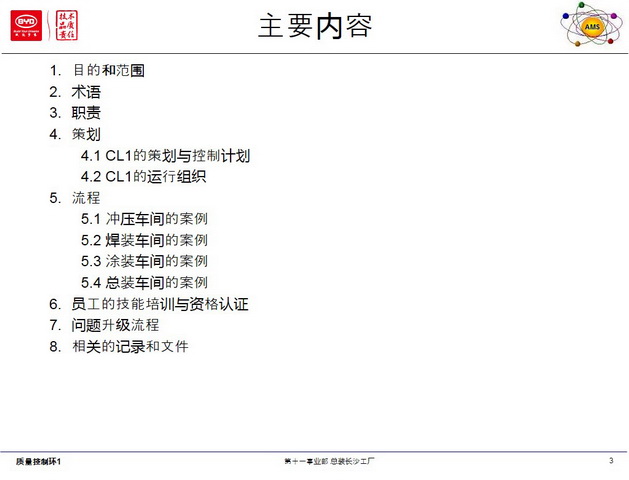 BYD
技术
品质
责任
主要内容
AMS
1. 目的和范围
2. 术语
3. 职责
4. 策划
4.1 CL1的策划与控制计划
4.2 CL1的运行组织
5. 流程
5.1 冲压车间的案例
5.2 焊装车间的案例
5.3 涂装车间的案例
5.4 总装车间的案例
6. 员工的技能培训与资格认证
7. 问题升级流程
8. 相关的记录和文件
质量控制环1
第十一事业部 总装长沙工厂
3